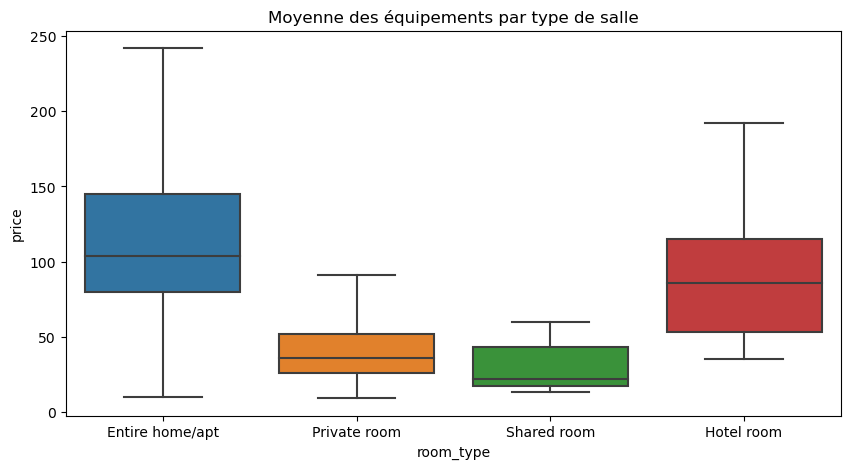 Moyenne des équipements par type de salle
250
200
150
100
50
0
price
Entire home/apt
Private room
Shared room
Hotel room
room_type